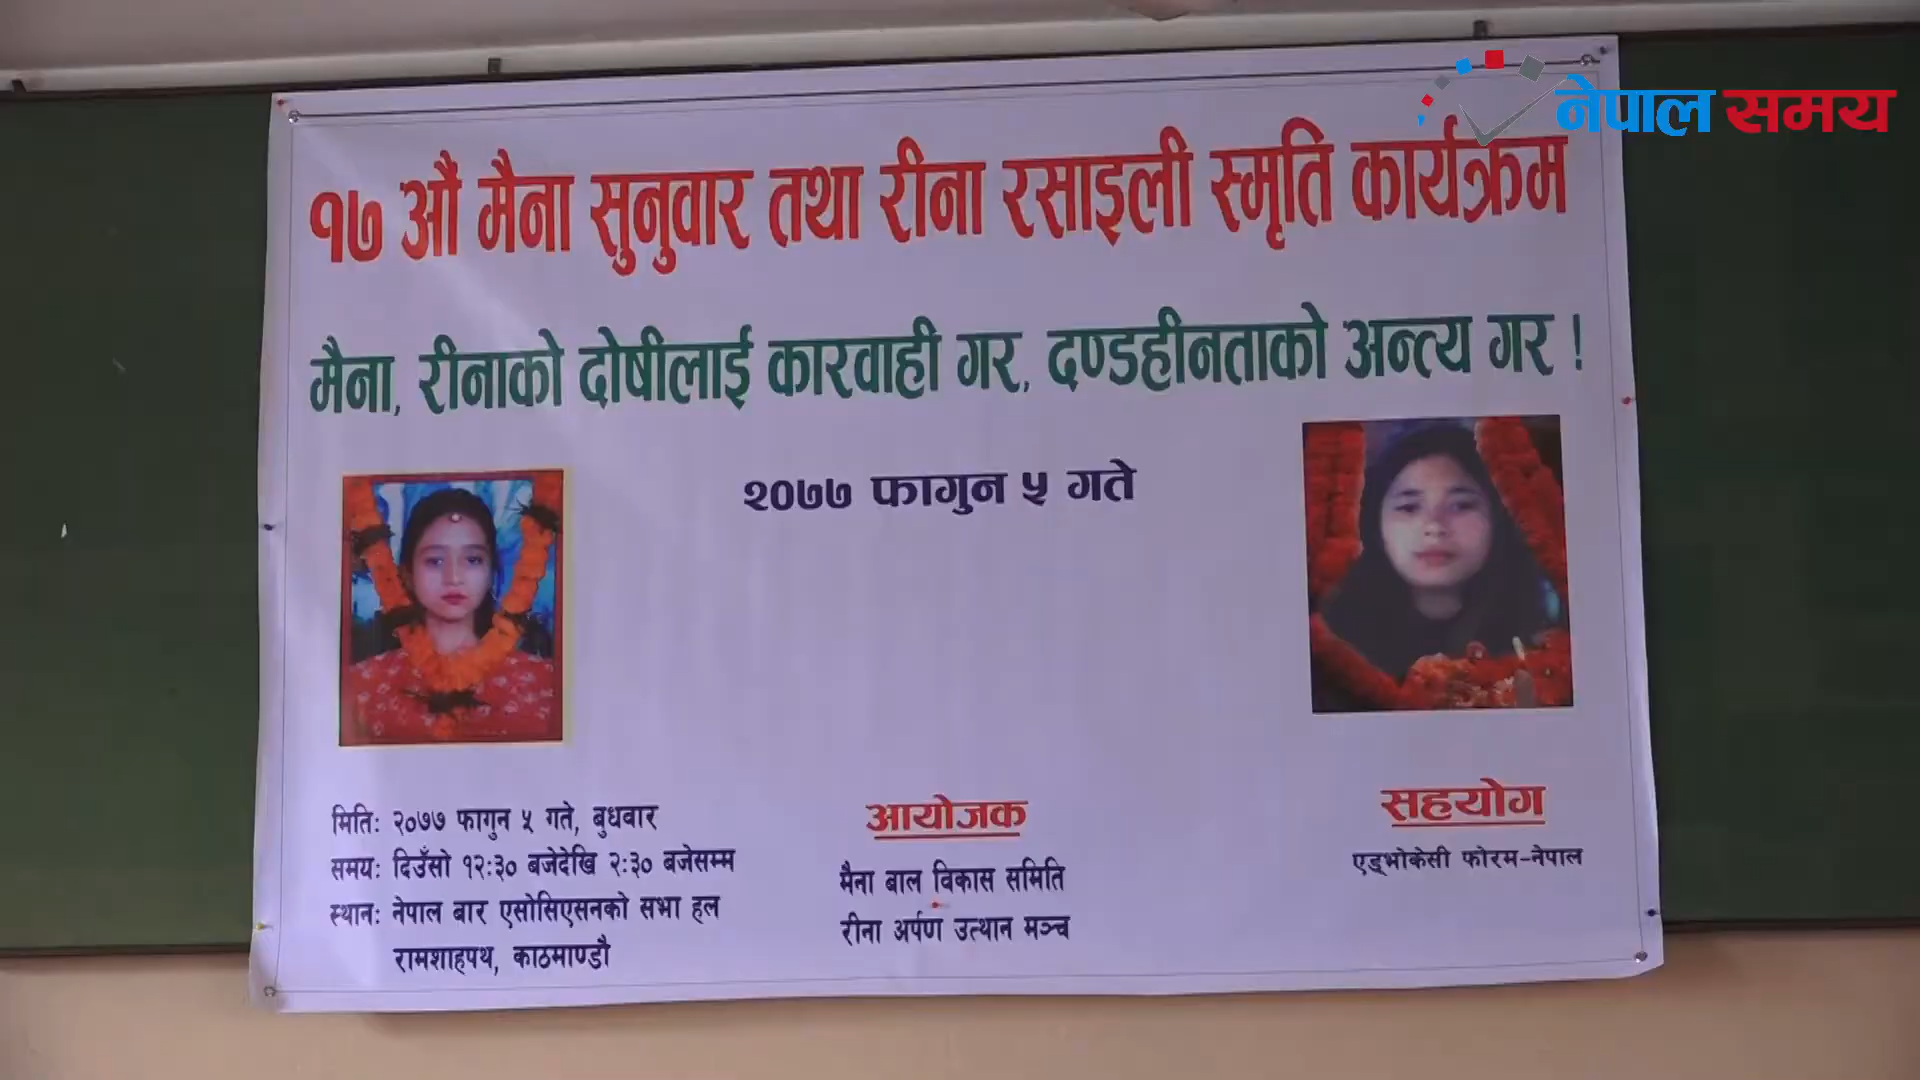 नेपाल समय
१७ औं मैना सुनुवार तथा रीना रसाइली स्मृति कार्यक्रम
मैना, रीनाको दोषीलाई कारवाही गर, दण्डहीनताको अन्त्य गर !
२०७७ फागुन ५ गते
मितिः २०७७ फागुन ५ गते, बुधवार
समयः दिउँसो १२:३० बजेदेखि २:३० बजेसम्म
स्थानः नेपाल बार एसोसिएसनको सभा हल
रामशाहपथ, काठमाण्डौ
आयोजक
मैना बाल विकास समिति
रीना अर्पण उत्थान मञ्च
सहयोग
एड्भोकेसी फोरम-नेपाल